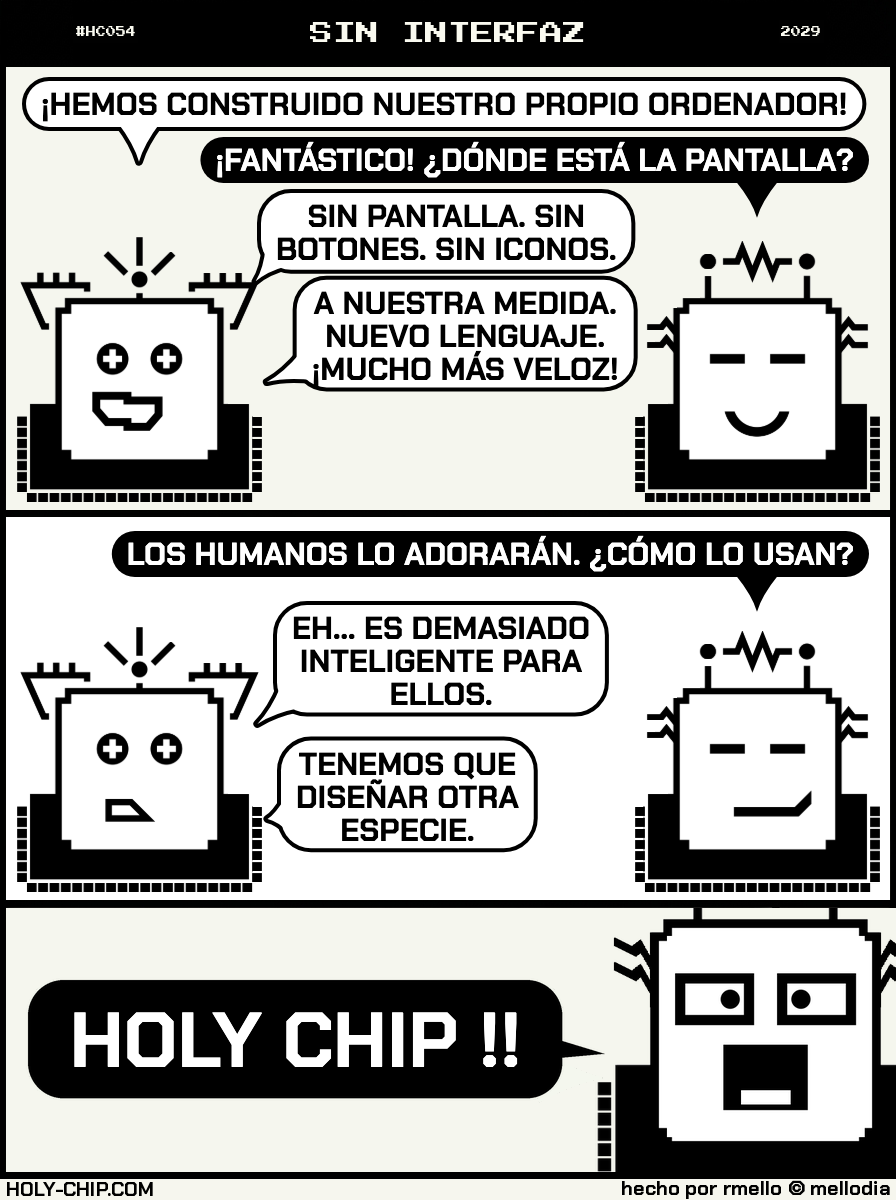 #HC054
SIN INTERFAZ
2029
¡HEMOS CONSTRUIDO NUESTRO PROPIO ORDENADOR!
¡FANTÁSTICO! ¿DÓNDE ESTÁ LA PANTALLA?
SIN PANTALLA. SIN
BOTONES. SIN ICONOS.
A NUESTRA MEDIDA.
NUEVO LENGUAJE.
¡MUCHO MÁS VELOZ!
LOS HUMANOS LO ADORARÁN. ¿CÓMO LO USAN?
EH... ES DEMASIADO
INTELIGENTE PARA
ELLOS.
TENEMOS QUE
DISEÑAR OTRA
ESPECIE.
HOLY CHIP !!
HOLY-CHIP.COM
hecho por rmello © mellodia